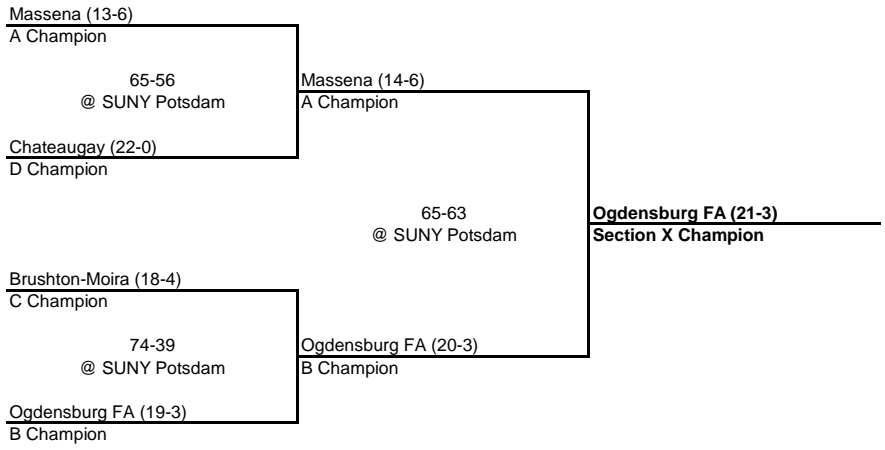 Massena (13-6)
A Champion
65-56
@ SUNY Potsdam
Massena (14-6)
A Champion
Chateaugay (22-0)
D Champion
65-63
@ SUNY Potsdam
Ogdensburg FA (21-3)
Section X Champion
Brushton-Moira (18-4)
C Champion
74-39
@ SUNY Potsdam
Ogdensburg FA (20-3)
B Champion
Ogdensburg FA (19-3)
B Champion